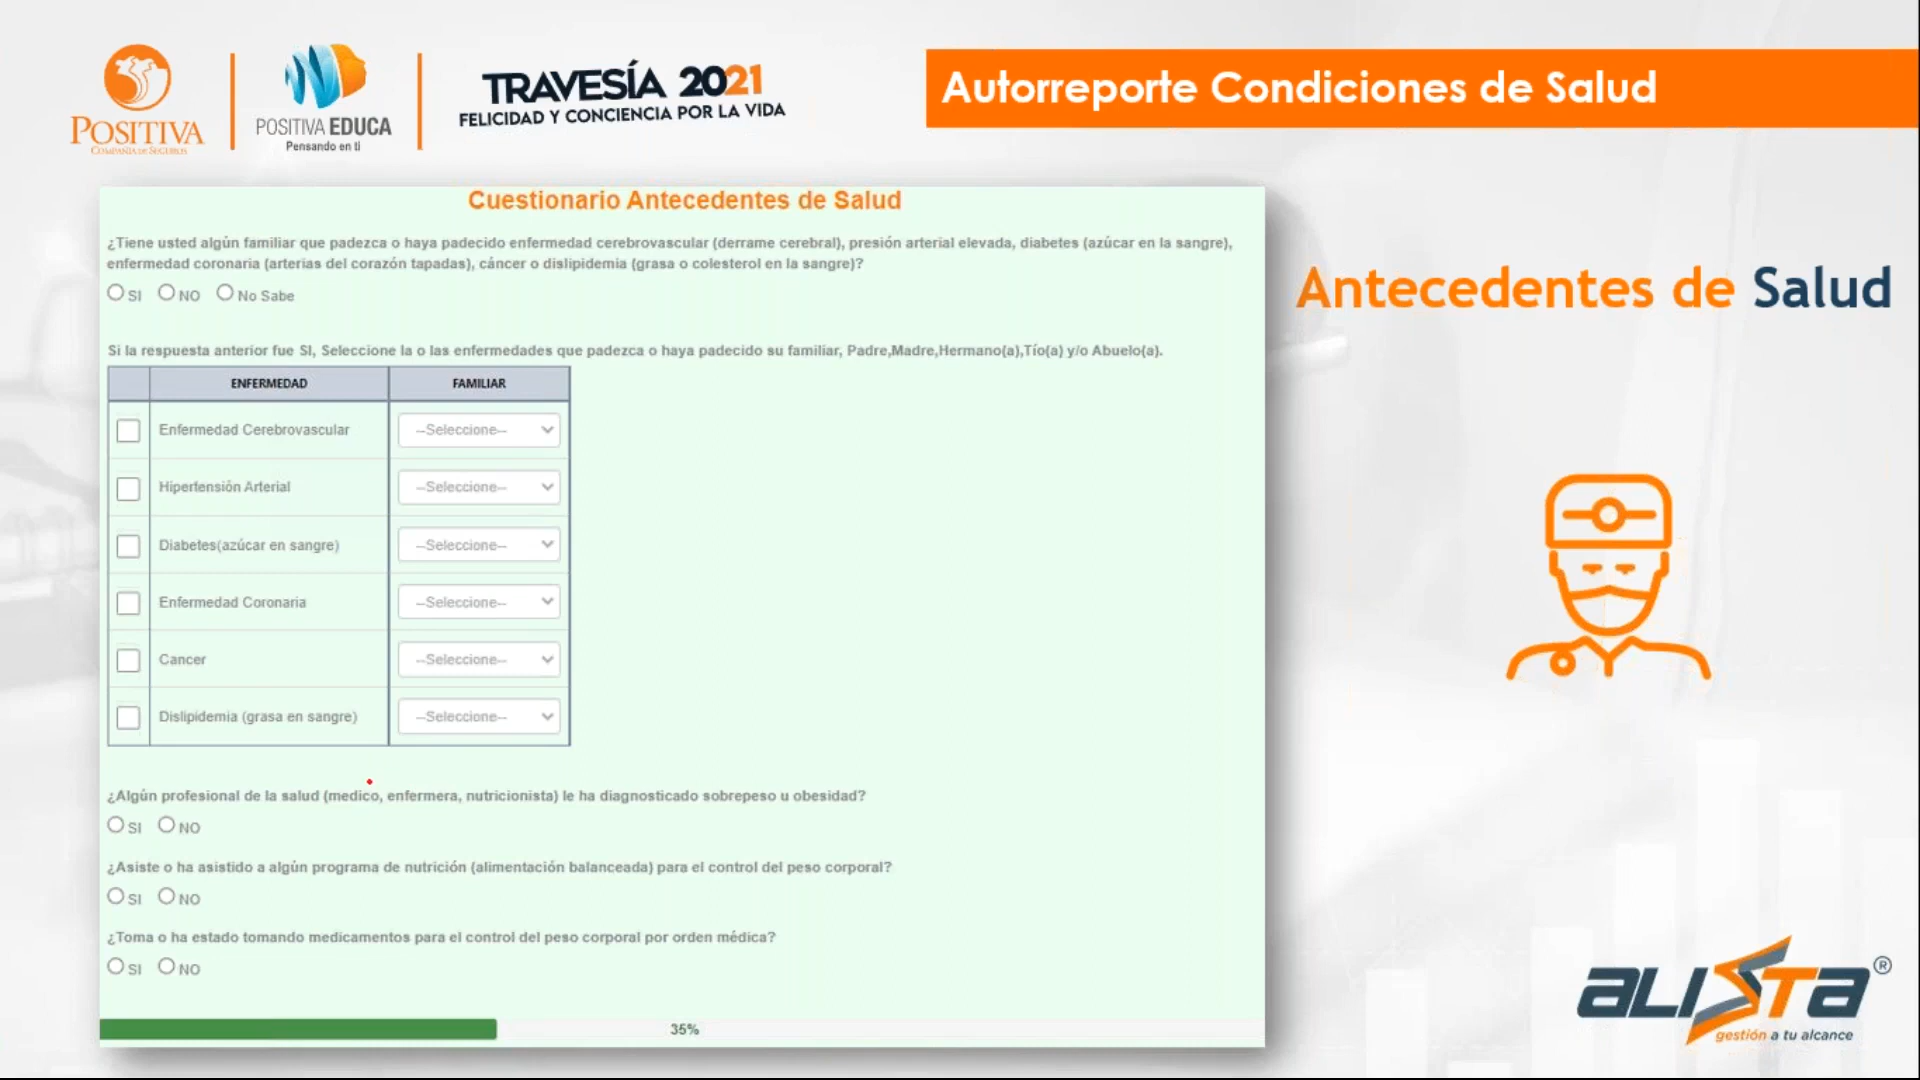 POSITIVA
COMPAÑIA DE SEGUROS
POSITIVA EDUCA
Pensando en ti
TRAVESÍA 2021
FELICIDAD Y CONCIENCIA POR LA VIDA
Autorreporte Condiciones de Salud
Cuestionario Antecedentes de Salud
¿Tiene usted algún familiar que padezca o haya padecido enfermedad cerebrovascular (derrame cerebral), presión arterial elevada, diabetes (azúcar en la sangre),
enfermedad coronaria (arterias del corazón tapadas), cáncer o dislipidemia (grasa o colesterol en la sangre)?
SI NO No Sabe
Si la respuesta anterior fue SI, Seleccione la o las enfermedades que padezca o haya padecido su familiar, Padre,Madre,Hermano(a),Tío(a) y/o Abuelo(a).
ENFERMEDAD FAMILIAR
Enfermedad Cerebrovascular --Seleccione--
Hipertensión Arterial --Seleccione--
Diabetes(azúcar en sangre) --Seleccione--
Enfermedad Coronaria --Seleccione--
Cancer --Seleccione--
Dislipidemia (grasa en sangre) --Seleccione--
¿Algún profesional de la salud (medico, enfermera, nutricionista) le ha diagnosticado sobrepeso u obesidad?
SI NO
¿Asiste o ha asistido a algún programa de nutrición (alimentación balanceada) para el control del peso corporal?
SI NO
¿Toma o ha estado tomando medicamentos para el control del peso corporal por orden médica?
SI NO
35%
Antecedentes de Salud
ALISTA ®
gestión a tu alcance